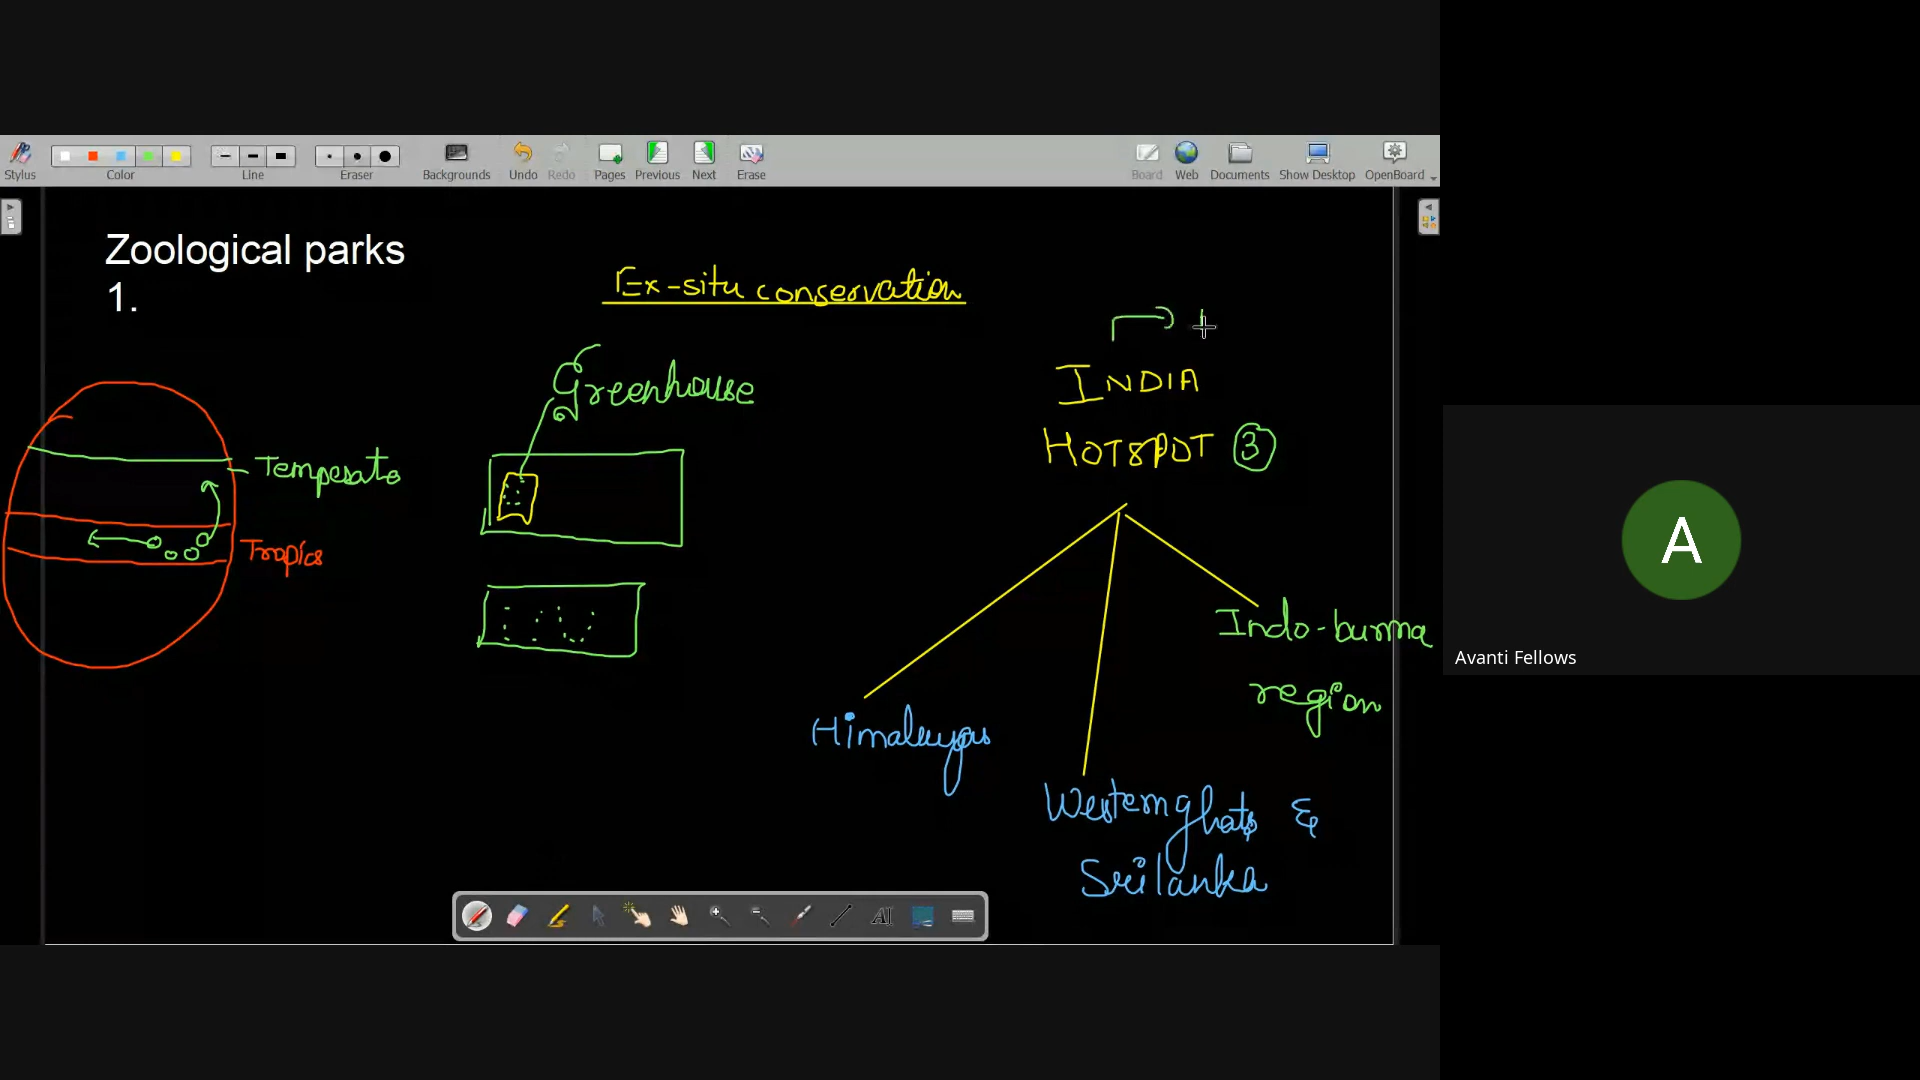 Stylus
Color
Line
Eraser
Backgrounds
Undo
Redo
Pages
Previous
Next
Erase
Board
Web
Documents
Show Desktop
OpenBoard
Zoological parks
1.
Ex-situ conservation
Greenhouse
Temperate
Tropics
INDIA
HOTSPOT 3
Indo-burma
region
Himalayas
Western ghats &
Srilanka
A
Avanti Fellows